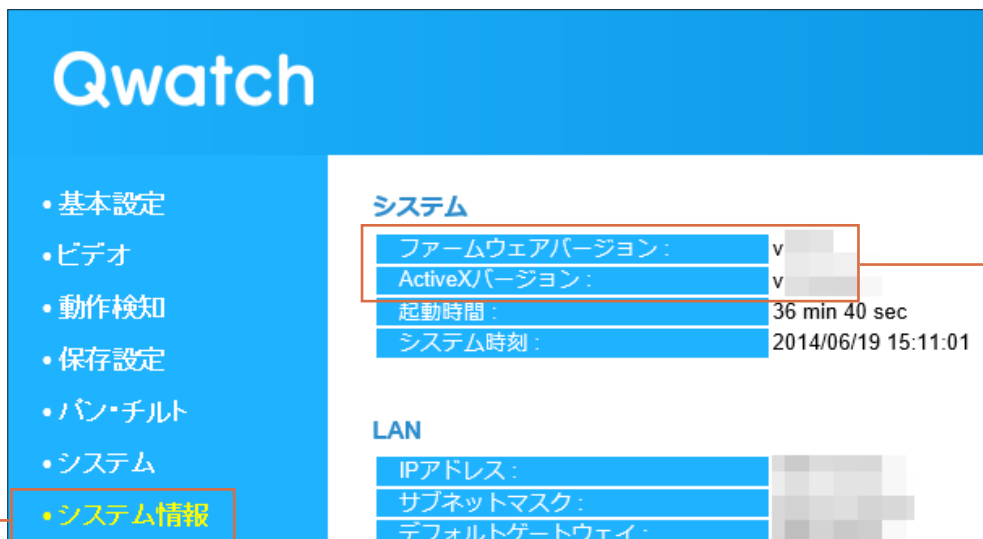 Qwatch
•基本設定
•ビデオ
•動作検知
•保存設定
•パン・チルト
•システム
•システム情報
システム
ファームウェアバージョン : v
ActiveXバージョン : v
起動時間 : 36 min 40 sec
システム時刻 : 2014/06/19 15:11:01
LAN
IPアドレス :
サブネットマスク :
デフォルトゲートウェイ :